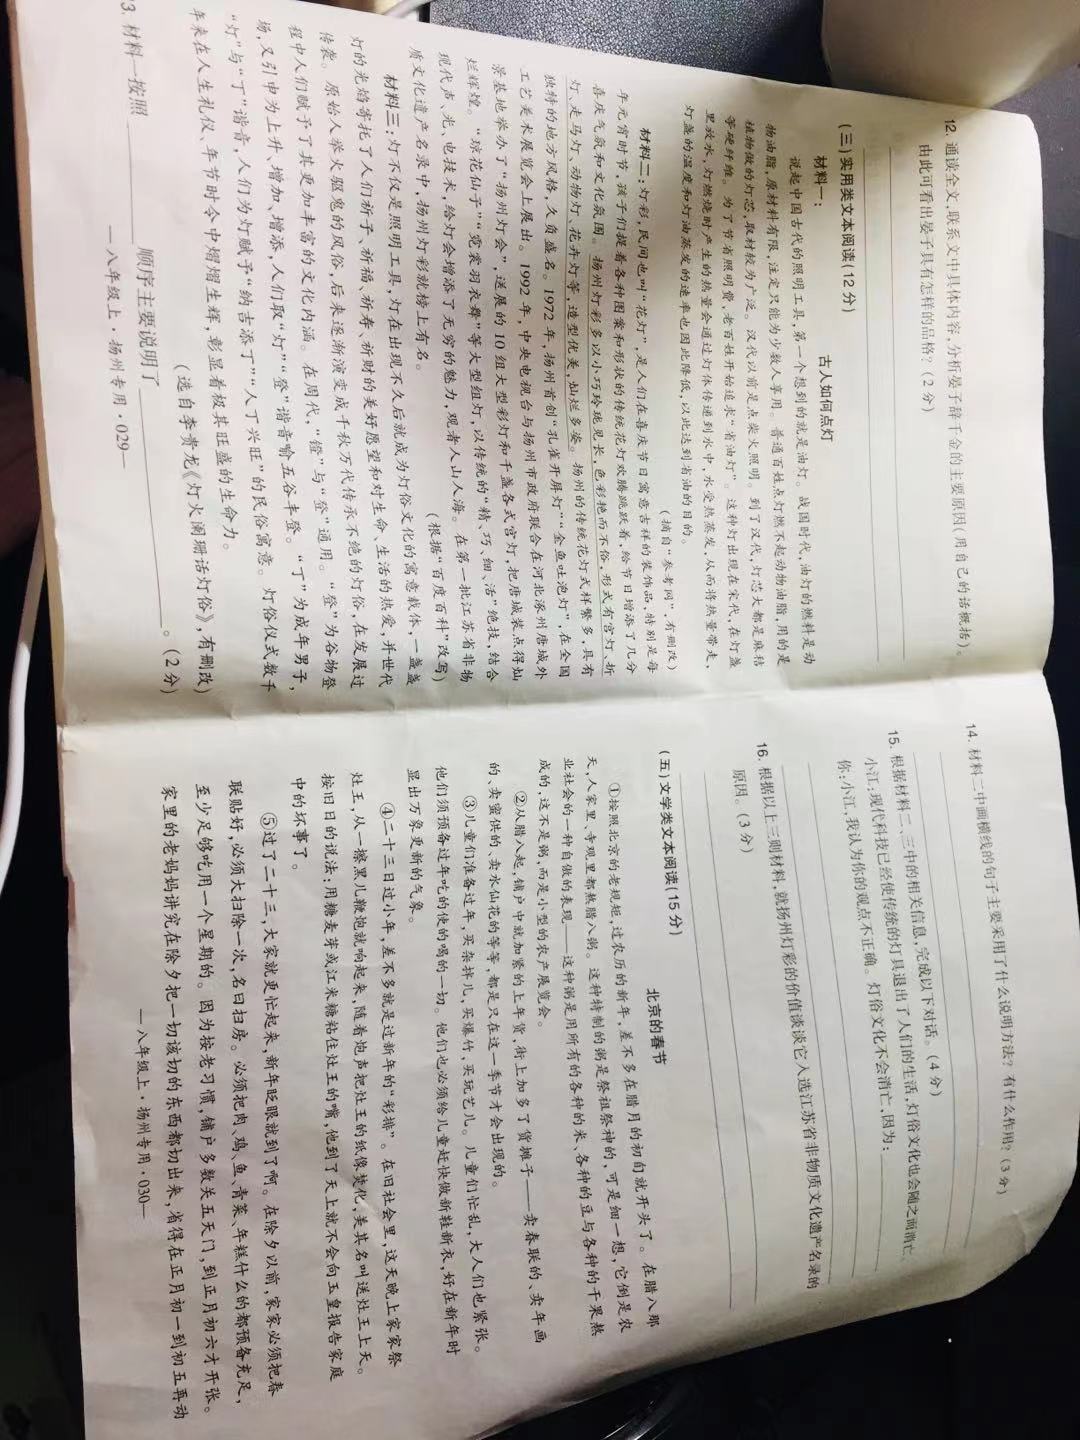 12. 通读全文,联系文中具体内容,分析晏子辞千金的主要原因(用自己的话概括),
由此可看出晏子具有怎样的品格?(2分)
(三)实用类文本阅读(12分)
材料一:
古人如何点灯
说起中国古代的照明工具,第一个想到的就是油灯。战国时代,油灯的燃料是动
物油脂,原材料有限,注定只能为少数人享用。普通百姓点灯燃不起动物油脂,用的是
植物做的灯芯,取材较为广泛。汉代以前是点柴火照明。到了汉代,灯芯大都是麻秸
等硬纤维。为了节省照明费,老百姓开始追求“省油灯”。这种灯出现在宋代,在灯盏
里放水,灯燃烧时产生的热量会通过灯体传递到水中,水受热蒸发,从而将热量带走,
灯盏的温度和灯油蒸发的速率也因此降低,以此达到省油的目的。
(摘自“参考网”,有删改)
材料二:灯彩,民间也叫“花灯”,是人们在喜庆节日寓意吉祥的装饰品,特别是每
年元宵时节,孩子们提着各种图案和形状的传统花灯欢腾跳跃着,给节日增添了几分
喜庆气氛和文化氛围。扬州灯彩多以小巧玲珑见长,色彩艳而不俗,形式有宫灯、折
灯、走马灯、动物灯、花卉灯等,造型优美,灿烂多姿。扬州的传统花灯式样繁多,具有
独特的地方风格,久负盛名。1972年,扬州首创“孔雀开屏灯”“金鱼吐泡灯”,在全国
工艺美术展览会上展出。1992年,中央电视台与扬州市政府联合在河北涿州唐城外
景基地举办了“扬州灯会”,送展的10组大型彩灯和千盏各式宫灯,把唐城装点得灿
烂辉煌。“琼花仙子”“霓裳羽衣舞”等大型组灯,以传统的“精、巧、细、活”绝技,结合
现代声、光、电技术,给灯会增添了无穷的魅力,观者人山人海。在第一批江苏省非物
质文化遗产名录中,扬州灯彩就榜上有名。
(根据“百度百科”改写)
材料三:灯不仅是照明工具,灯在出现不久后就成为灯俗文化的寓意载体,一盏盏
灯的光焰寄托了人们祈子、祈福、祈寿、祈财的美好愿望和对生命、生活的热爱,并世代
传袭。原始人举火驱鬼的风俗,后来逐渐演变成千秋万代传承不绝的灯俗,在发展过
程中人们赋予了其更加丰富的文化内涵。在周代,“镫”与“登”通用。“登”为谷物登
场,又引申为上升、增加、增添,人们取“灯”“登”谐音喻五谷丰登。“丁”为成年男子,
“灯”与“丁”谐音,人们为灯赋予“纳吉添丁”“人丁兴旺”的民俗寓意。灯俗仪式数千
年来在人生礼仪、年节时令中熠熠生辉,彰显着极其旺盛的生命力。
(选自李贵龙《灯火阑珊话灯俗》,有删改)
13. 材料一按照 顺序主要说明了 。(2分)
—八年级上·扬州专用·029—
14. 材料二中画横线的句子主要采用了什么说明方法?有什么作用?(3分)
15. 根据材料二、三中的相关信息,完成以下对话。(4分)
小江:现代科技已经使传统的灯具退出了人们的生活,灯俗文化也会随之而消亡。
你:小江,我认为你的观点不正确。灯俗文化不会消亡,因为:
16. 根据以上三则材料,就扬州灯彩的价值谈谈它入选江苏省非物质文化遗产名录的
原因。(3分)
(五)文学类文本阅读(15分)
北京的春节
①按照北京的老规矩,过农历的新年,差不多在腊月的初旬就开头了。在腊八那
天,人家里、寺观里都熬腊八粥。这种特制的粥是祭祖祭神的,可是细一想,它倒是农
业社会的一种自傲的表现——这种粥是用所有的各种的米、各种的豆与各种的干果熬
成的,这不是粥,而是小型的农产展览会。
②从腊八起,铺户中就加紧的上年货,街上加多了货摊子——卖春联的、卖年画
的、卖蜜供的、卖水仙花的等等,都是只在这一季节才会出现的。
③儿童们准备过年,买杂拌儿,买爆竹,买玩艺儿。儿童们忙乱,大人们也紧张。
他们须预备过年吃的使的喝的一切。他们也必须给儿童赶快做新鞋新衣,好在新年时
显出万象更新的气象。
④二十三日过小年,差不多就是过新年的“彩排”。在旧社会里,这天晚上家家祭
灶王,从一擦黑儿鞭炮就响起来,随着炮声把灶王的纸像焚化,美其名叫送灶王上天。
按旧日的说法:用糖麦芽或江米糖粘住灶王的嘴,他到了天上就不会向玉皇报告家庭
中的坏事了。
⑤过了二十三,大家就更忙起来,新年眨眼就到了啊。在除夕以前,家家必须把春
联贴好,必须大扫除一次,名曰扫房。必须把肉、鸡、鱼、青菜、年糕什么的都预备充足,
至少足够吃用一个星期的。因为按老习惯,铺户多数关五天门,到正月初六才开张。
家里的老妈妈讲究在除夕把一切该切的东西都切出来,省得在正月初一到初五再动
—八年级上·扬州专用·030—